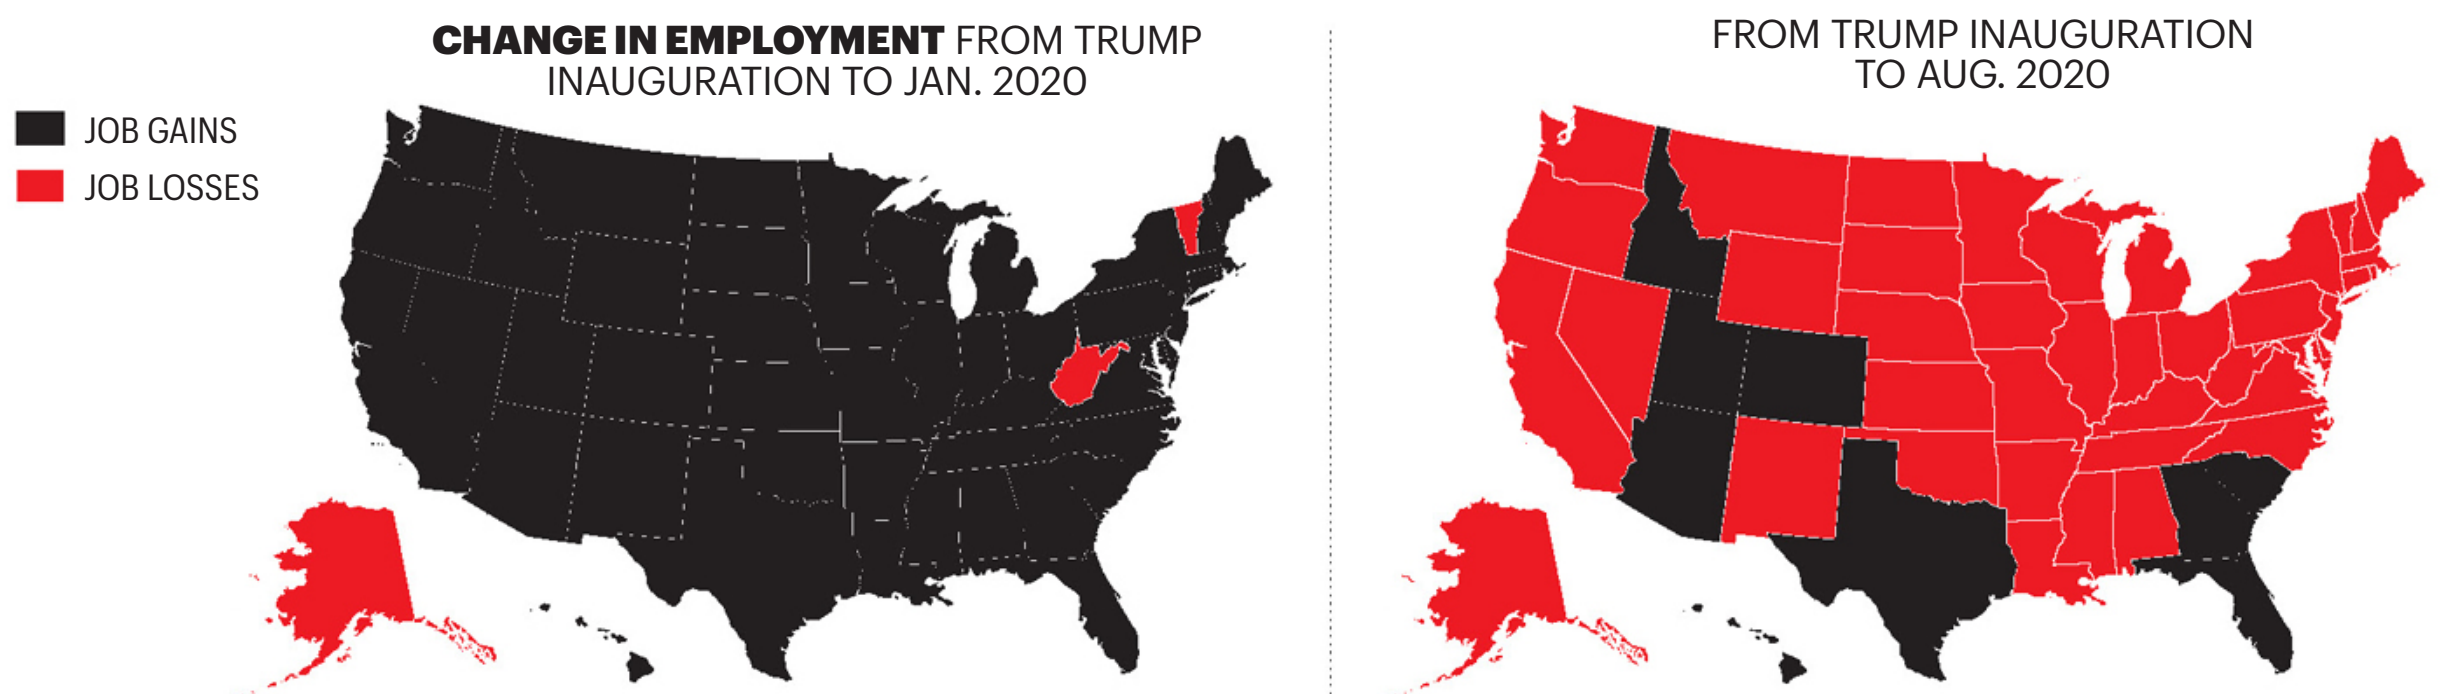 CHANGE IN EMPLOYMENT FROM TRUMP
INAUGURATION TO JAN. 2020
JOB GAINS
JOB LOSSES
FROM TRUMP INAUGURATION
TO AUG. 2020